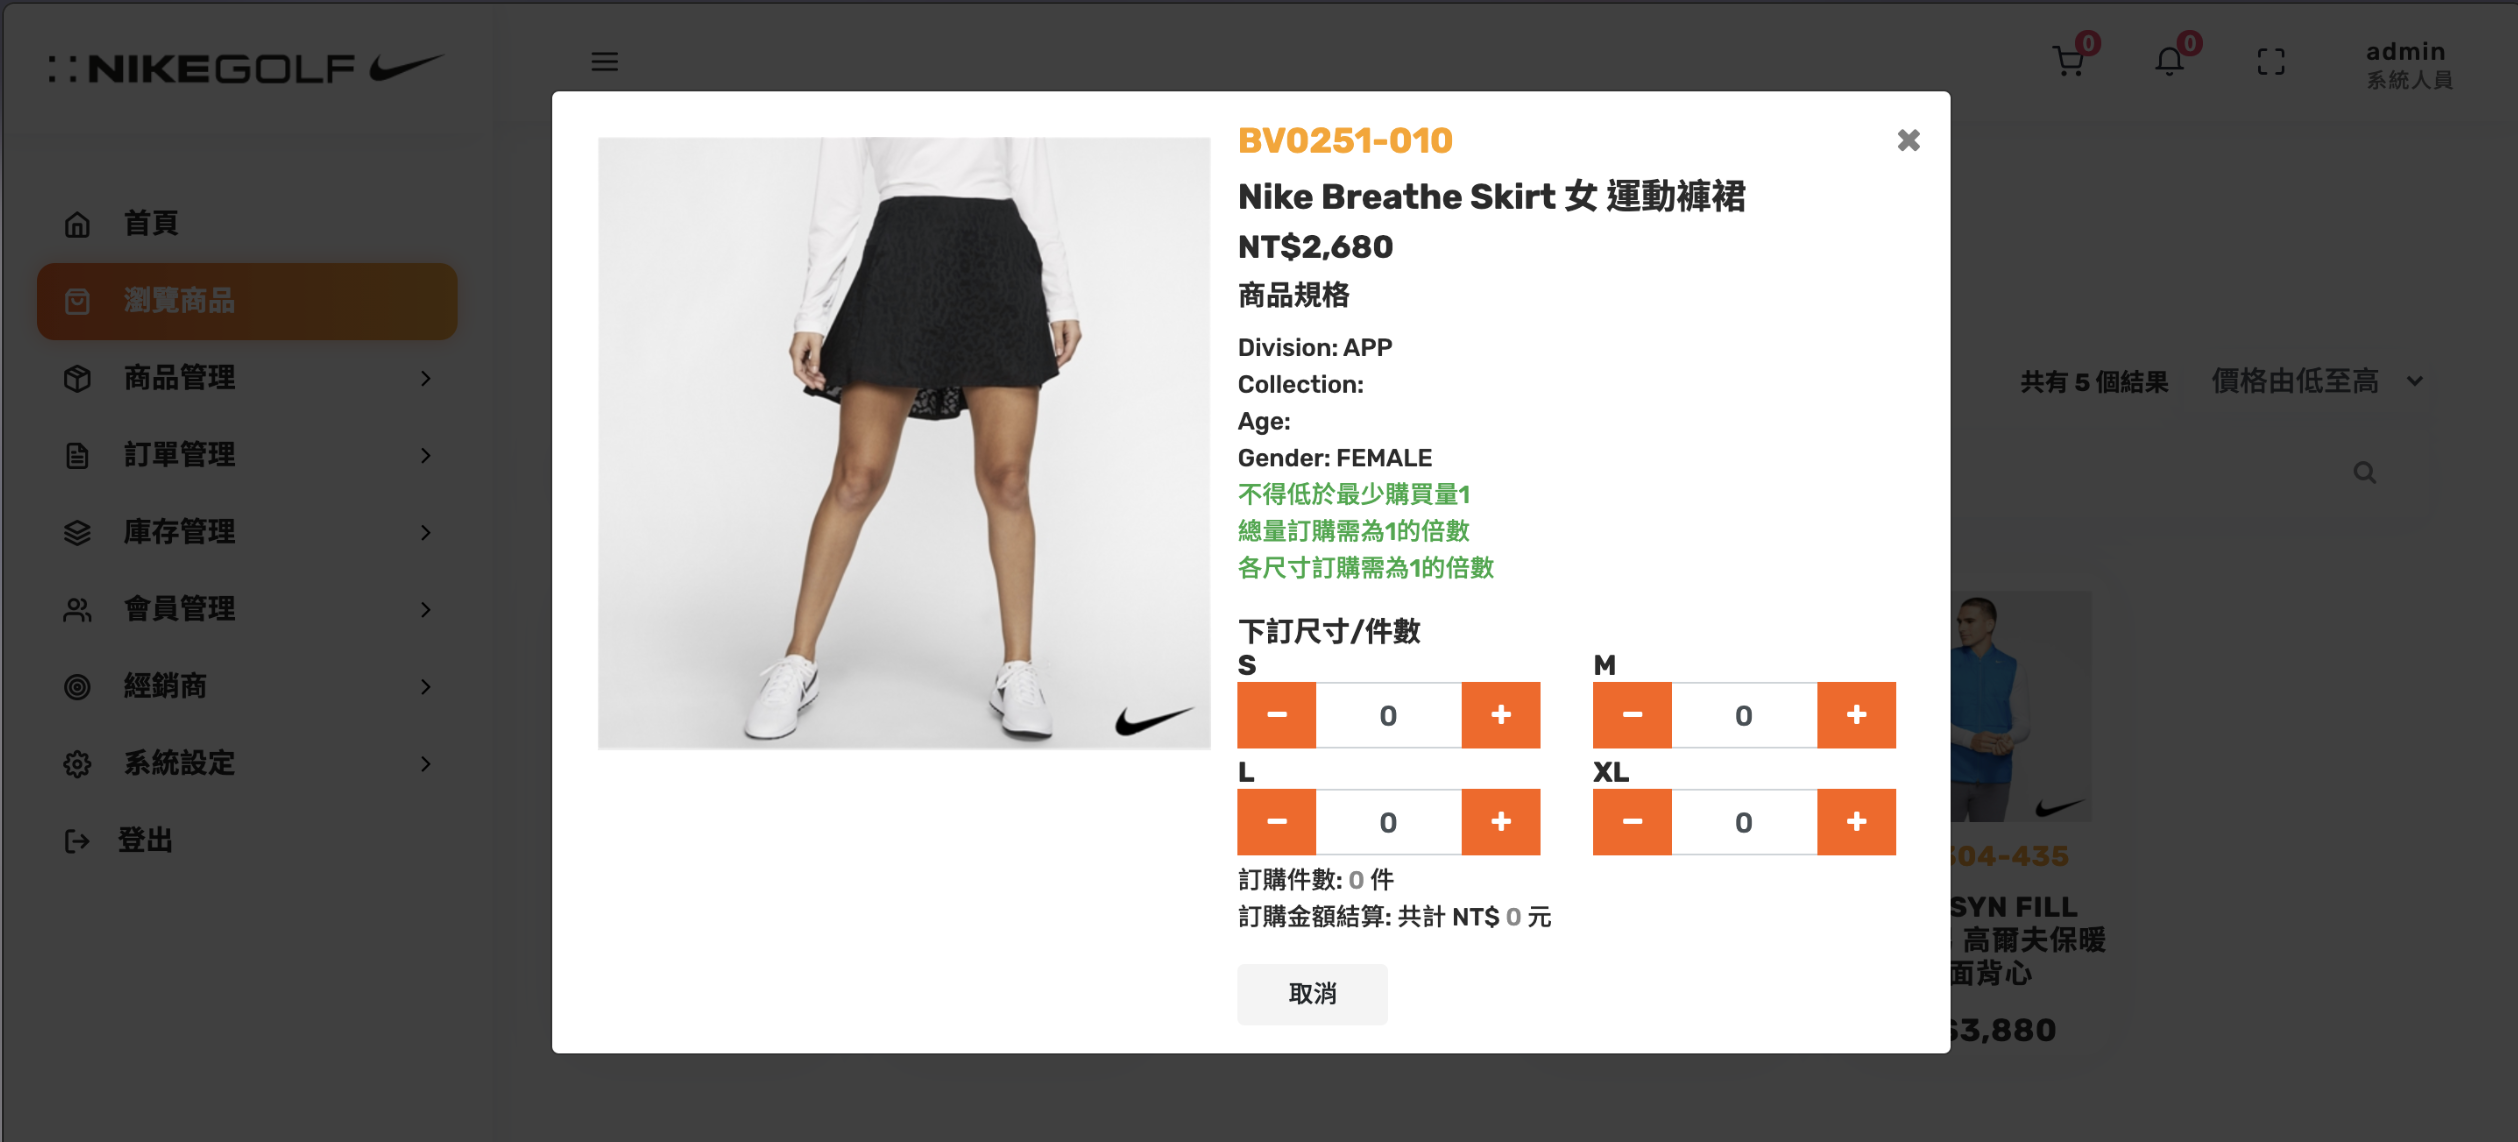 NIKEGOLF
0
0
admin
系統人員
首頁
瀏覽商品
商品管理
訂單管理
庫存管理
會員管理
經銷商
系統設定
登出
共有 5 個結果
價格由低至高
BV0251-010
Nike Breathe Skirt 女 運動褲裙
NT$2,680
商品規格
Division: APP
Collection:
Age:
Gender: FEMALE
不得低於最少購買量1
總量訂購需為1的倍數
各尺寸訂購需為1的倍數
下訂尺寸/件數
S
M
− 0 +
− 0 +
L
XL
− 0 +
− 0 +
訂購件數: 0 件
訂購金額結算: 共計 NT$ 0 元
取消
04-435
SYN FILL
高爾夫保暖
面背心
$3,880